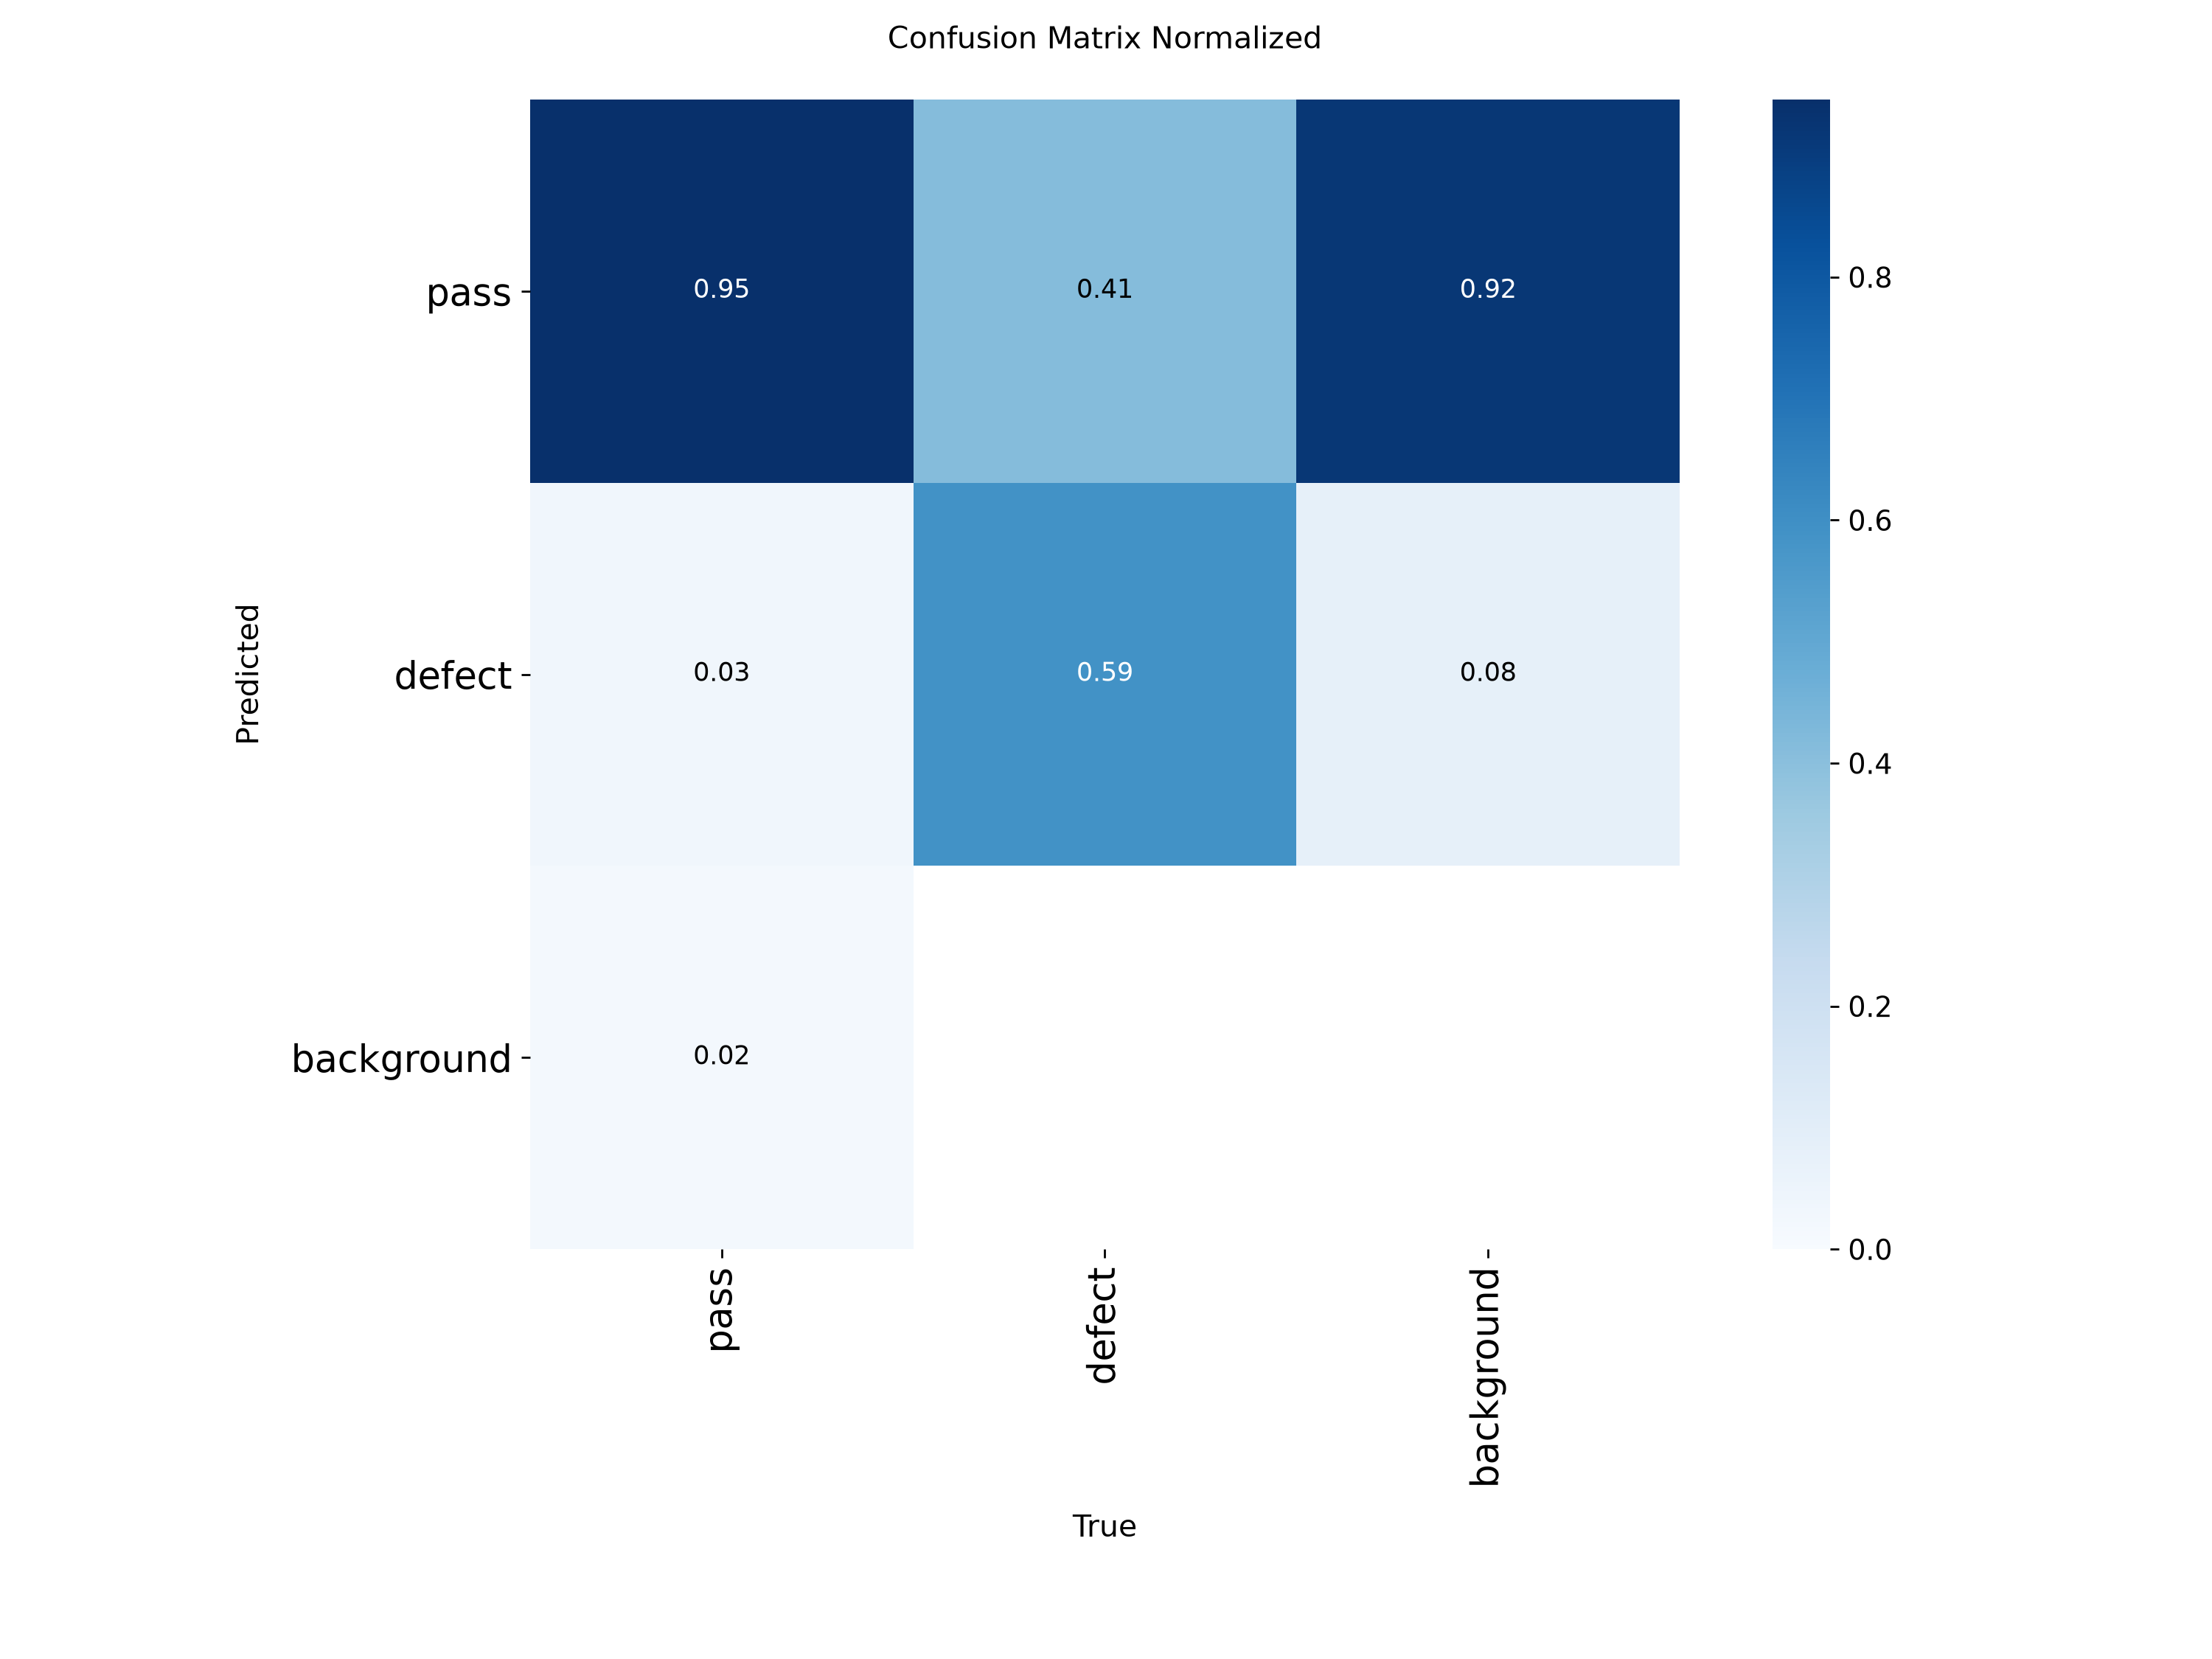 Confusion Matrix Normalized
pass
0.95
0.41
0.92
defect
0.03
0.59
0.08
background
0.02
Predicted
pass
defect
background
True
0.8
0.6
0.4
0.2
0.0